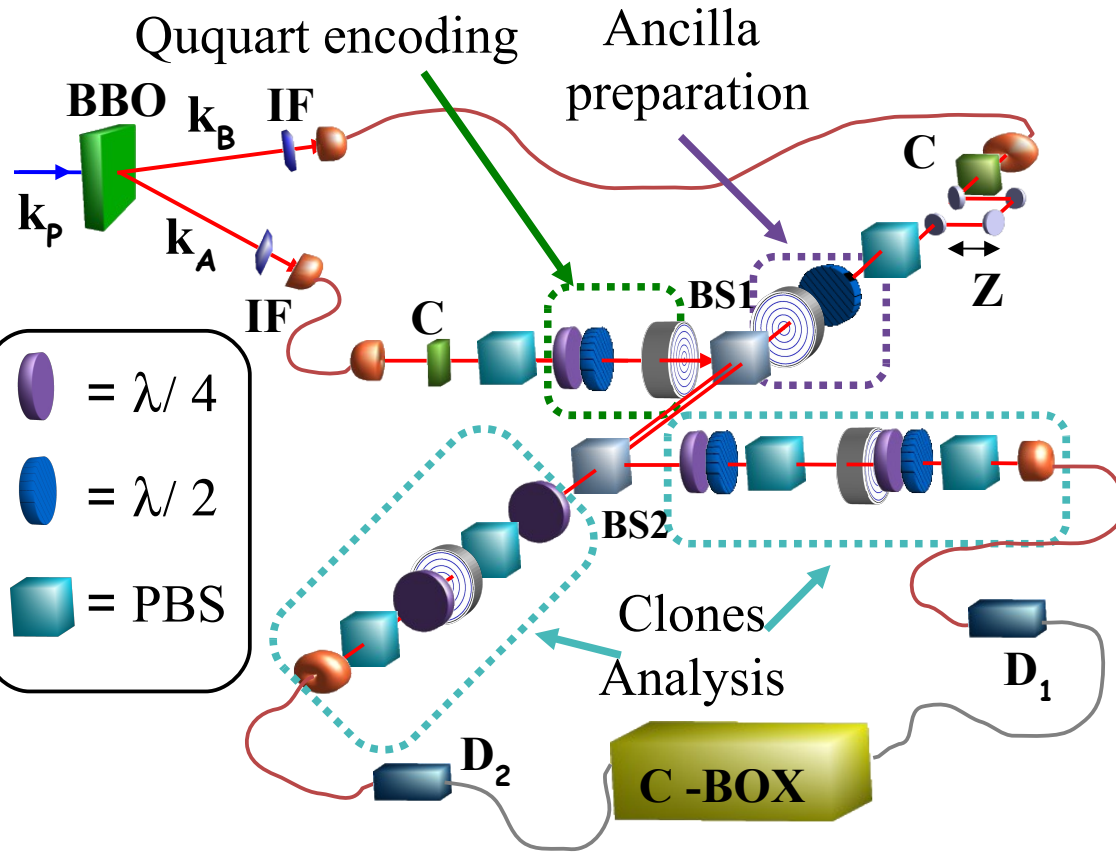 Ququart encoding
Ancilla
preparation
BBO
IF
k_B
C
k_P
k_A
IF
C
BS1
Z
= λ/ 4
= λ/ 2
BS2
= PBS
Clones
Analysis
D_1
D_2
C -BOX